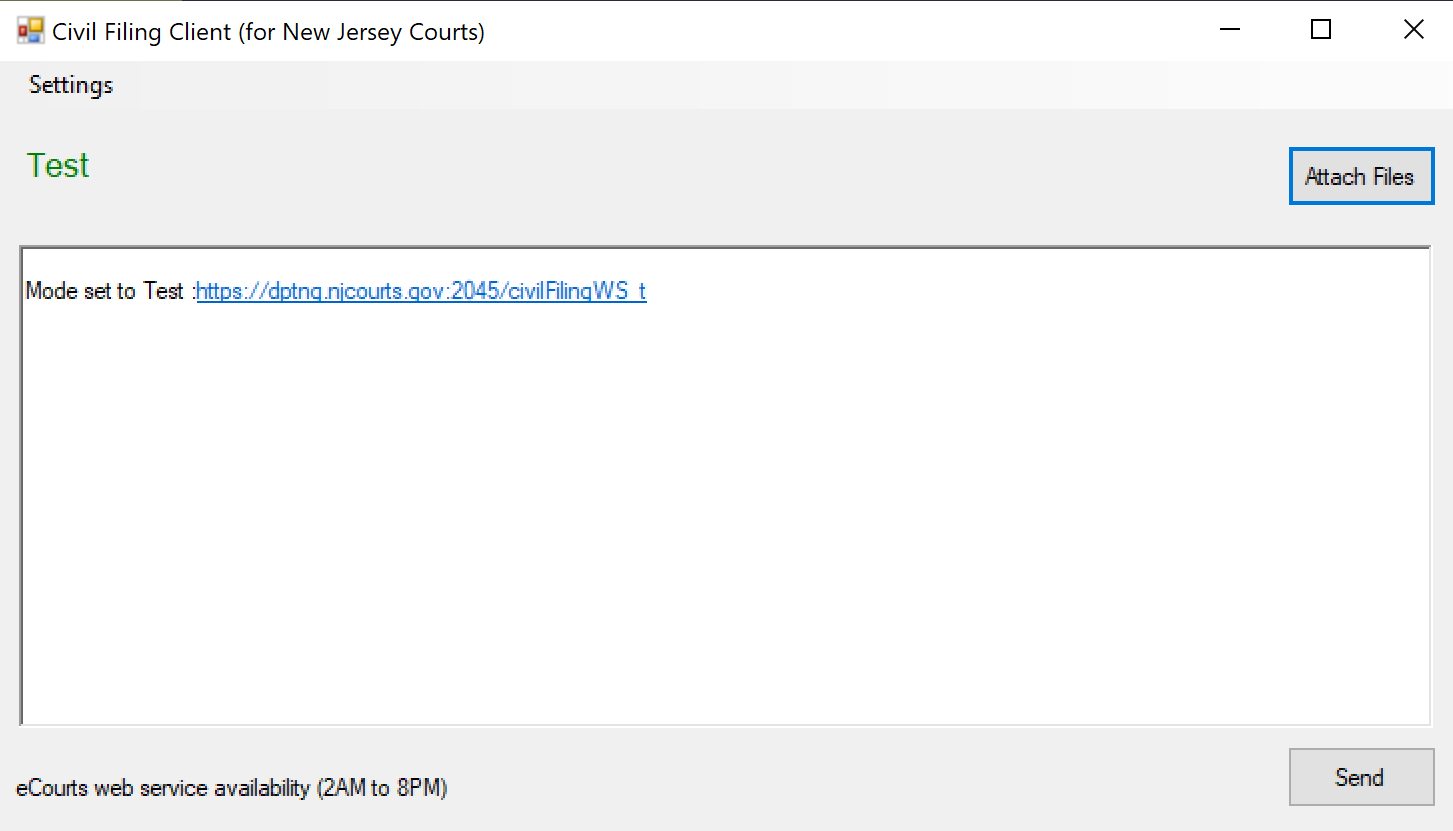 Civil Filing Client (for New Jersey Courts)
Settings
Test
Attach Files
Mode set to Test :https://dptng.njcourts.gov:2045/civilFilingWS_t
eCourts web service availability (2AM to 8PM)
Send